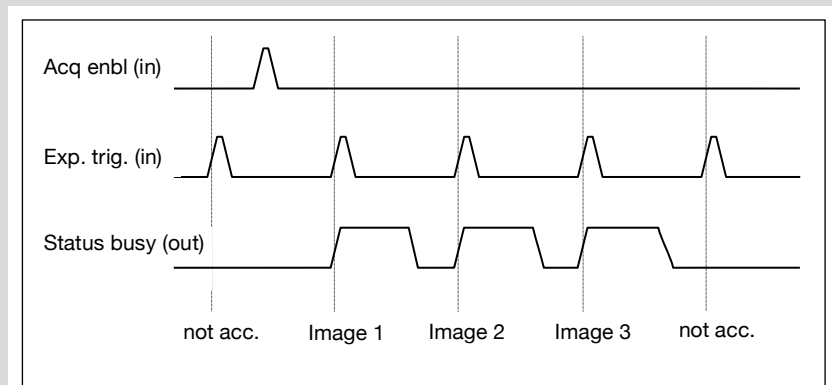 Acq enbl (in)
Exp. trig. (in)
Status busy (out)
not acc. Image 1 Image 2 Image 3 not acc.